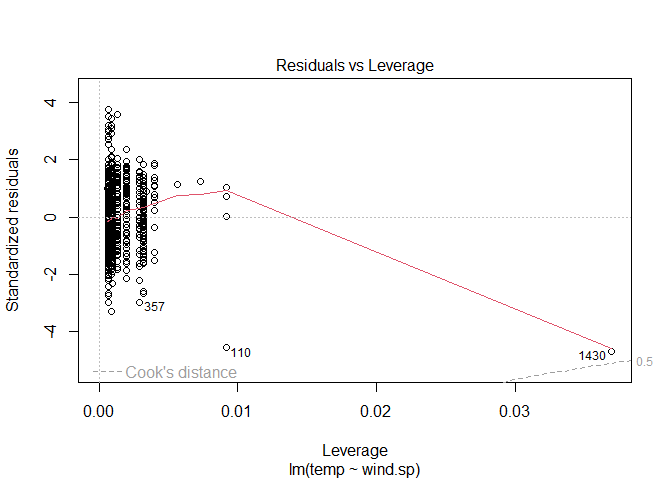 Residuals vs Leverage
Standardized residuals
4
2
0
-2
-4
357
110
1430
0.5
Cook's distance
0.00
0.01
0.02
0.03
Leverage
lm(temp ~ wind.sp)